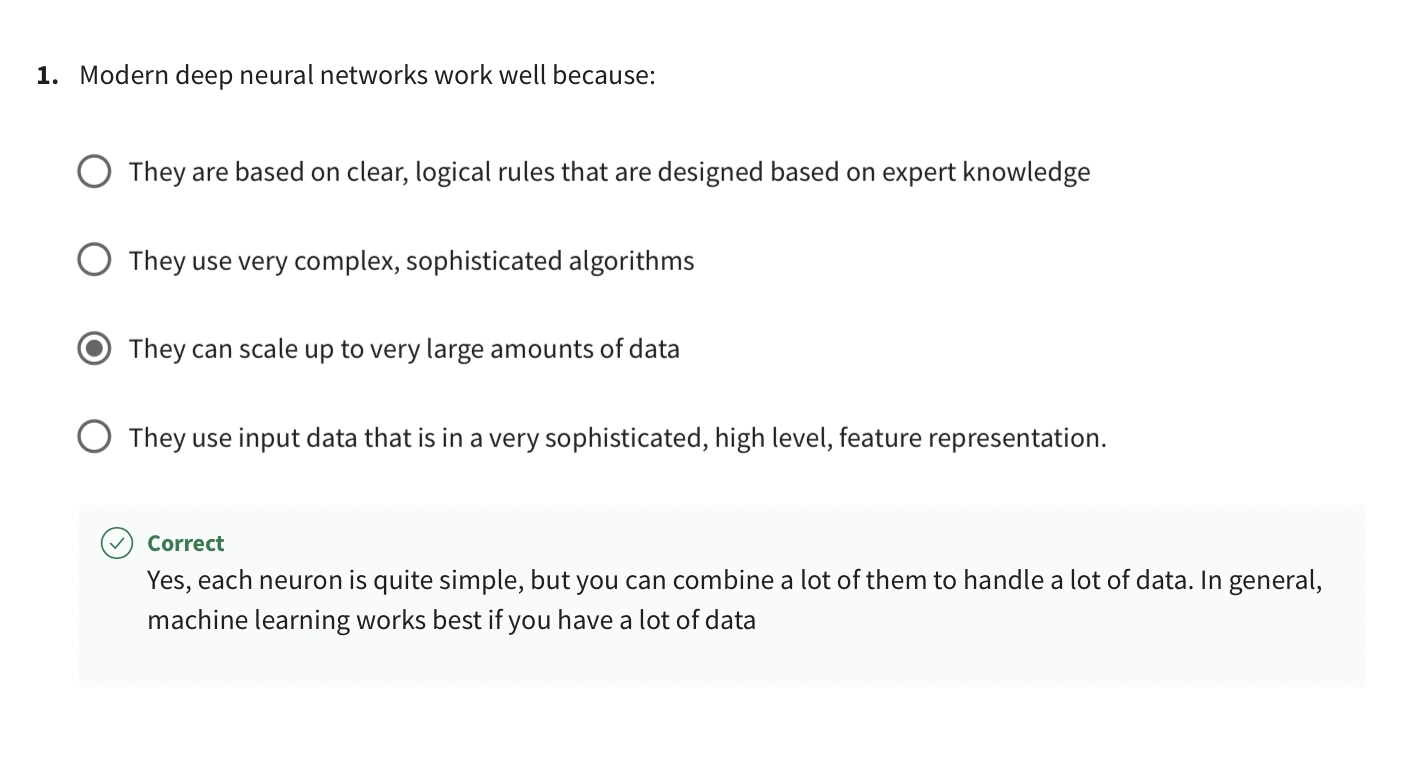 1. Modern deep neural networks work well because:
They are based on clear, logical rules that are designed based on expert knowledge
They use very complex, sophisticated algorithms
They can scale up to very large amounts of data
They use input data that is in a very sophisticated, high level, feature representation.
Correct
Yes, each neuron is quite simple, but you can combine a lot of them to handle a lot of data. In general,
machine learning works best if you have a lot of data